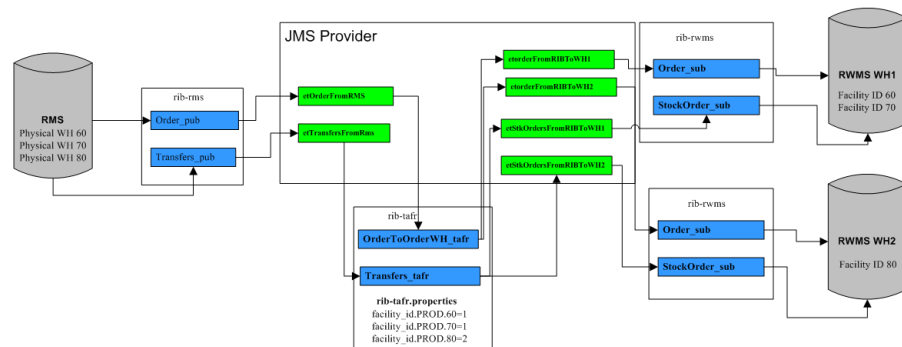 JMS Provider
RMS
Physical WH 60
Physical WH 70
Physical WH 80
rib-rms
Order_pub
Transfers_pub
etOrderFromRMS
etTransfersFromRms
etorderFromRIBToWH1
etorderFromRIBToWH2
etStkOrdersFromRIBToWH1
etStkOrdersFromRIBToWH2
rib-tafr
OrderToOrderWH_tafr
Transfers_tafr
rib-tafr.properties
facility_id.PROD.60=1
facility_id.PROD.70=1
facility_id.PROD.80=2
rib-rwms
Order_sub
StockOrder_sub
RWMS WH1
Facility ID 60
Facility ID 70
rib-rwms
Order_sub
StockOrder_sub
RWMS WH2
Facility ID 80